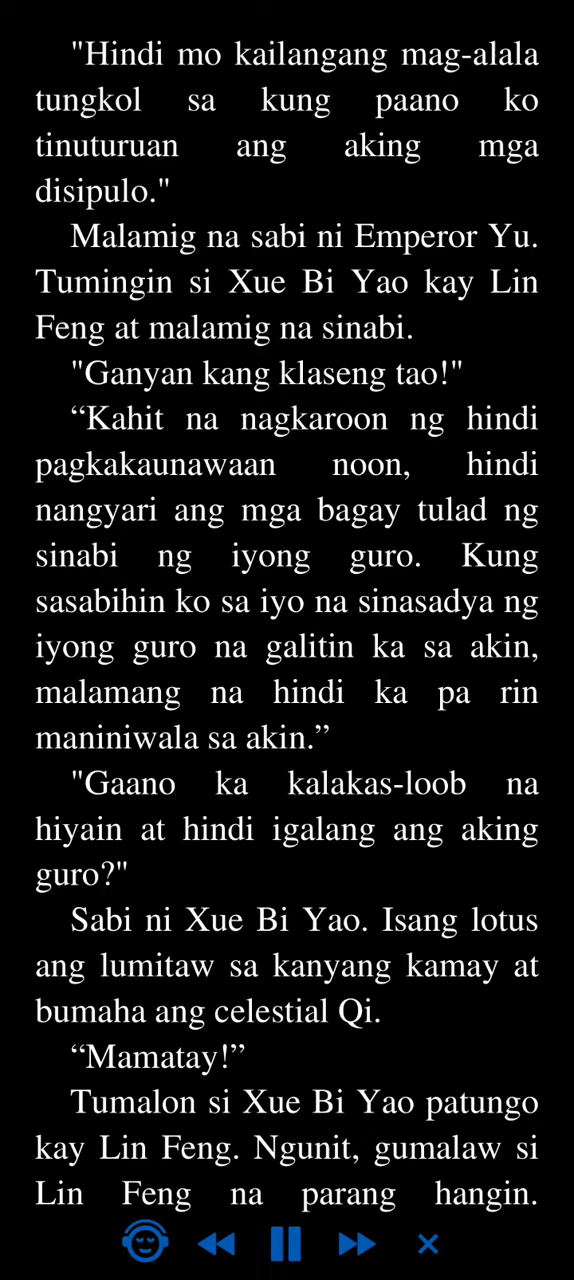 "Hindi mo kailangang mag-alala
tungkol sa kung paano ko
tinuturuan ang aking mga
disipulo."
Malamig na sabi ni Emperor Yu.
Tumingin si Xue Bi Yao kay Lin
Feng at malamig na sinabi.
"Ganyan kang klaseng tao!"
“Kahit na nagkaroon ng hindi
pagkakaunawaan noon, hindi
nangyari ang mga bagay tulad ng
sinabi ng iyong guro. Kung
sasabihin ko sa iyo na sinasadya ng
iyong guro na galitin ka sa akin,
malamang na hindi ka pa rin
maniniwala sa akin.”
"Gaano ka kalakas-loob na
hiyain at hindi igalang ang aking
guro?"
Sabi ni Xue Bi Yao. Isang lotus
ang lumitaw sa kanyang kamay at
bumaha ang celestial Qi.
“Mamatay!”
Tumalon si Xue Bi Yao patungo
kay Lin Feng. Ngunit, gumalaw si
Lin Feng na parang hangin.